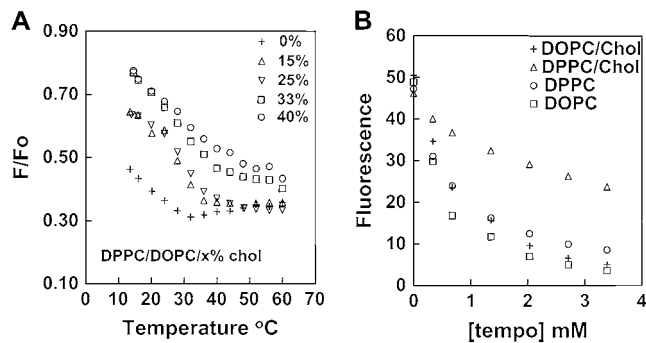 A
0.90
0.70
0.50
0.30
0.10
F/Fo
0%
15%
25%
33%
40%
DPPC/DOPC/x% chol
0 10 20 30 40 50 60 70
Temperature °C
B
60
50
40
30
20
10
0
Fluorescence
DOPC/Chol
DPPC/Chol
DPPC
DOPC
0 1 2 3 4
[tempo] mM